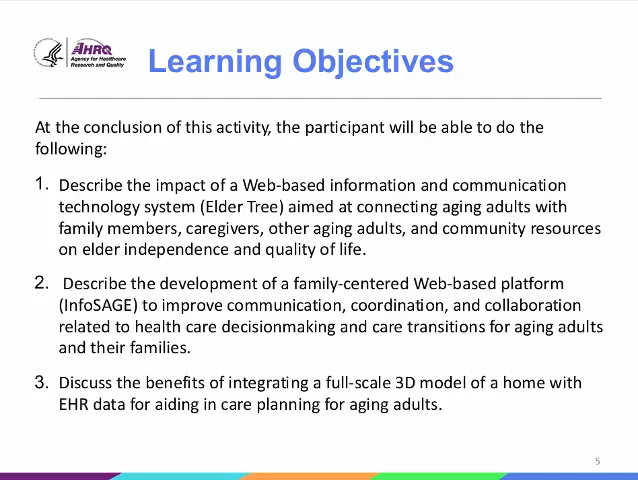 AHRQ
Agency for Healthcare
Research and Quality
Learning Objectives
At the conclusion of this activity, the participant will be able to do the
following:
1. Describe the impact of a Web-based information and communication
technology system (Elder Tree) aimed at connecting aging adults with
family members, caregivers, other aging adults, and community resources
on elder independence and quality of life.
2. Describe the development of a family-centered Web-based platform
(InfoSAGE) to improve communication, coordination, and collaboration
related to health care decisionmaking and care transitions for aging adults
and their families.
3. Discuss the benefits of integrating a full-scale 3D model of a home with
EHR data for aiding in care planning for aging adults.
5